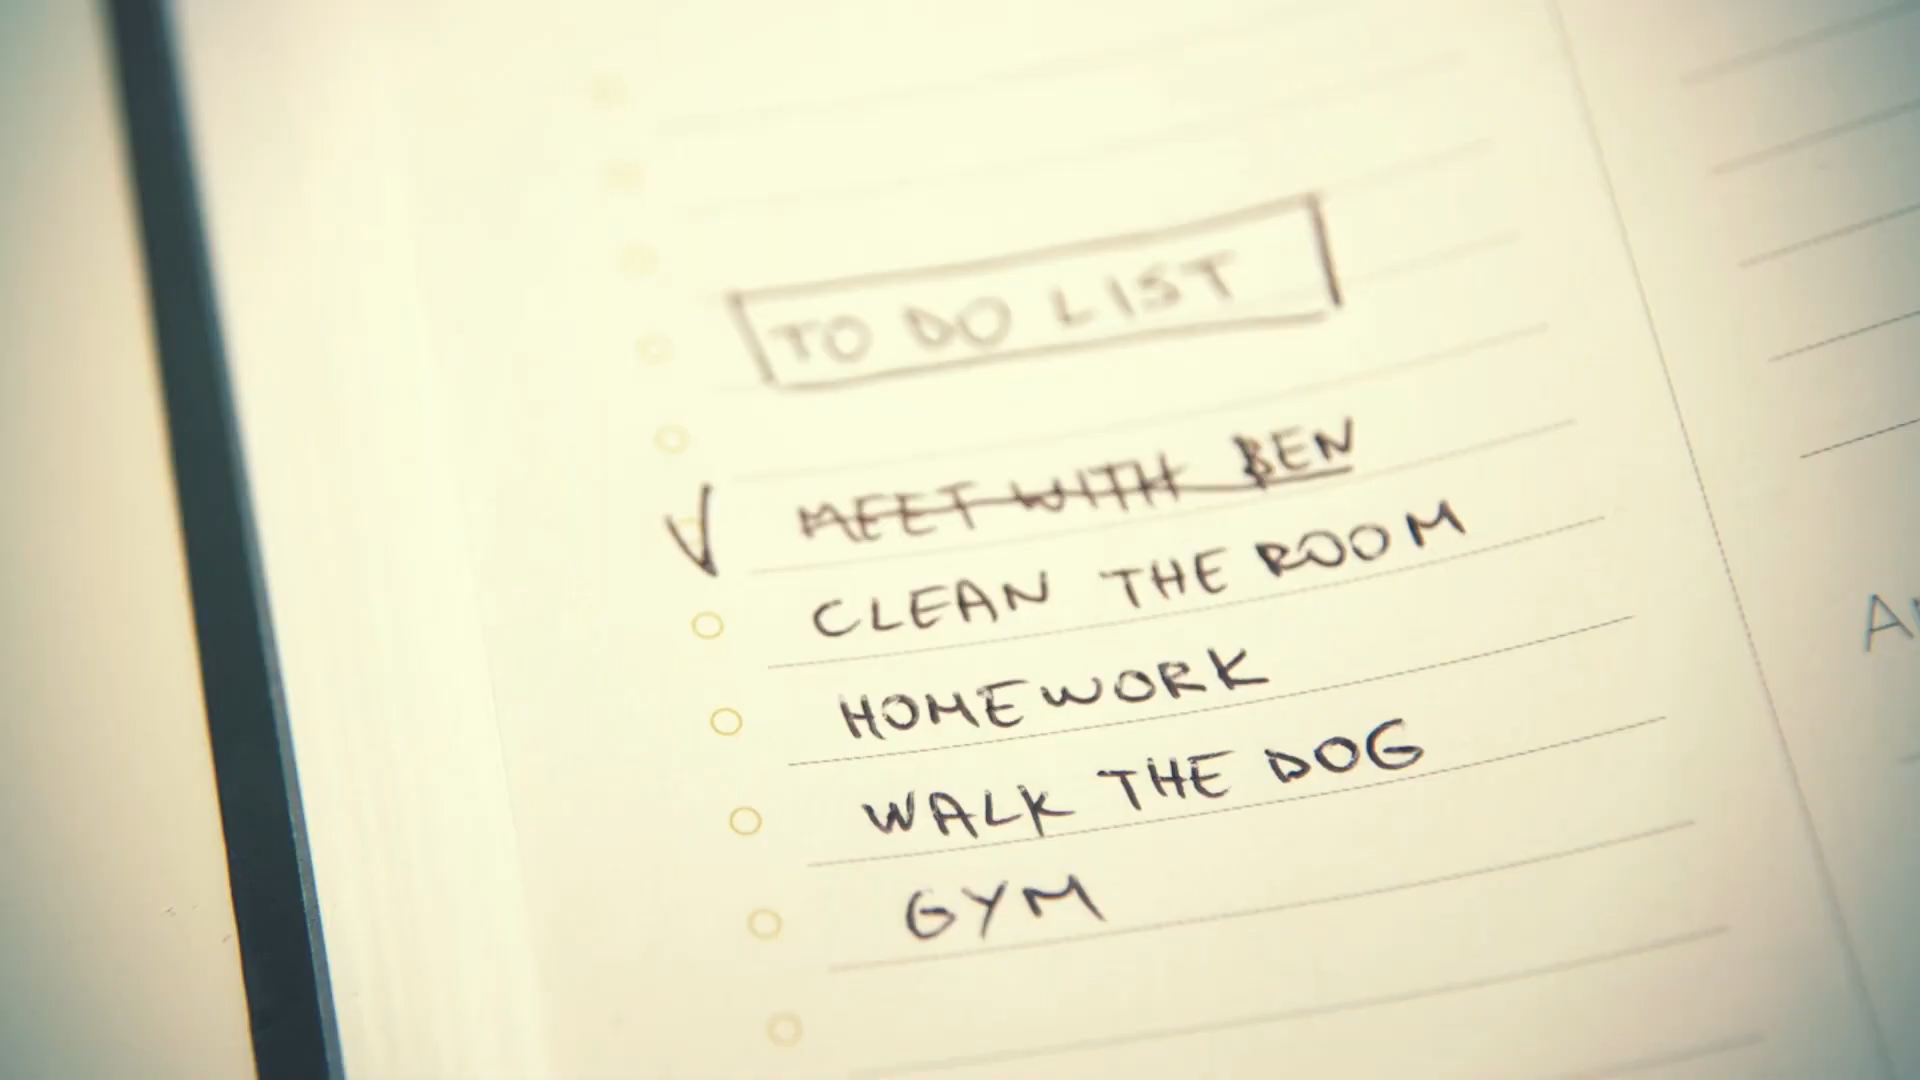 TO DO LIST
MEET WITH BEN
CLEAN THE ROOM
HOMEWORK
WALK THE DOG
GYM